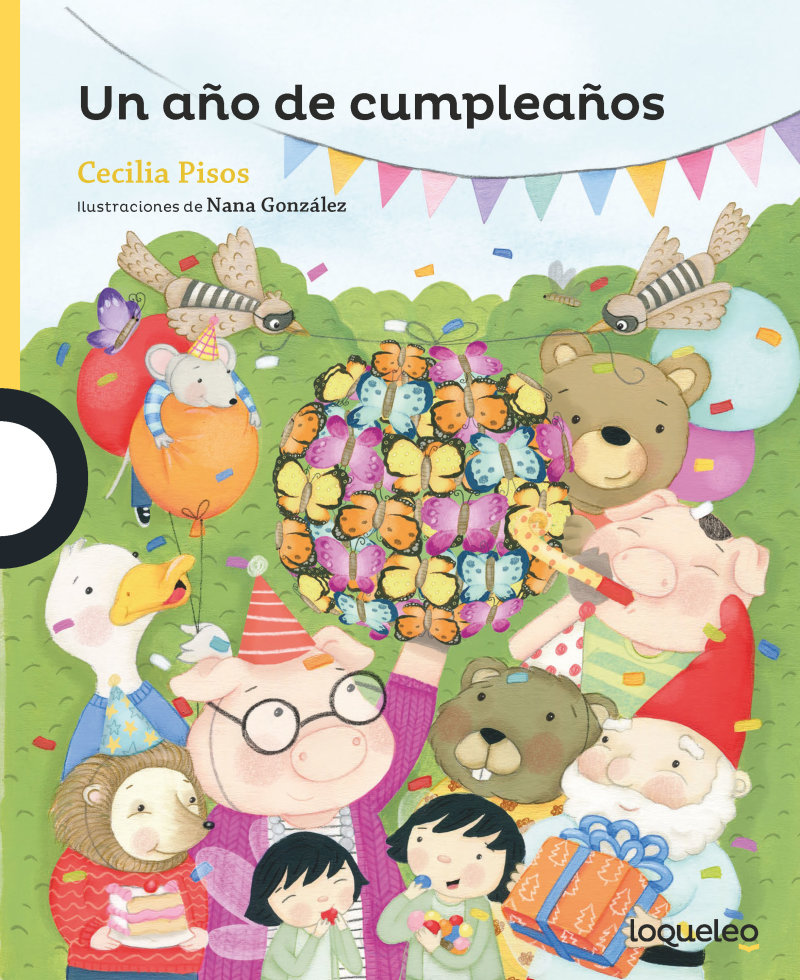 Un año de cumpleaños
Cecilia Pisos
Ilustraciones de Nana González
loqueleo